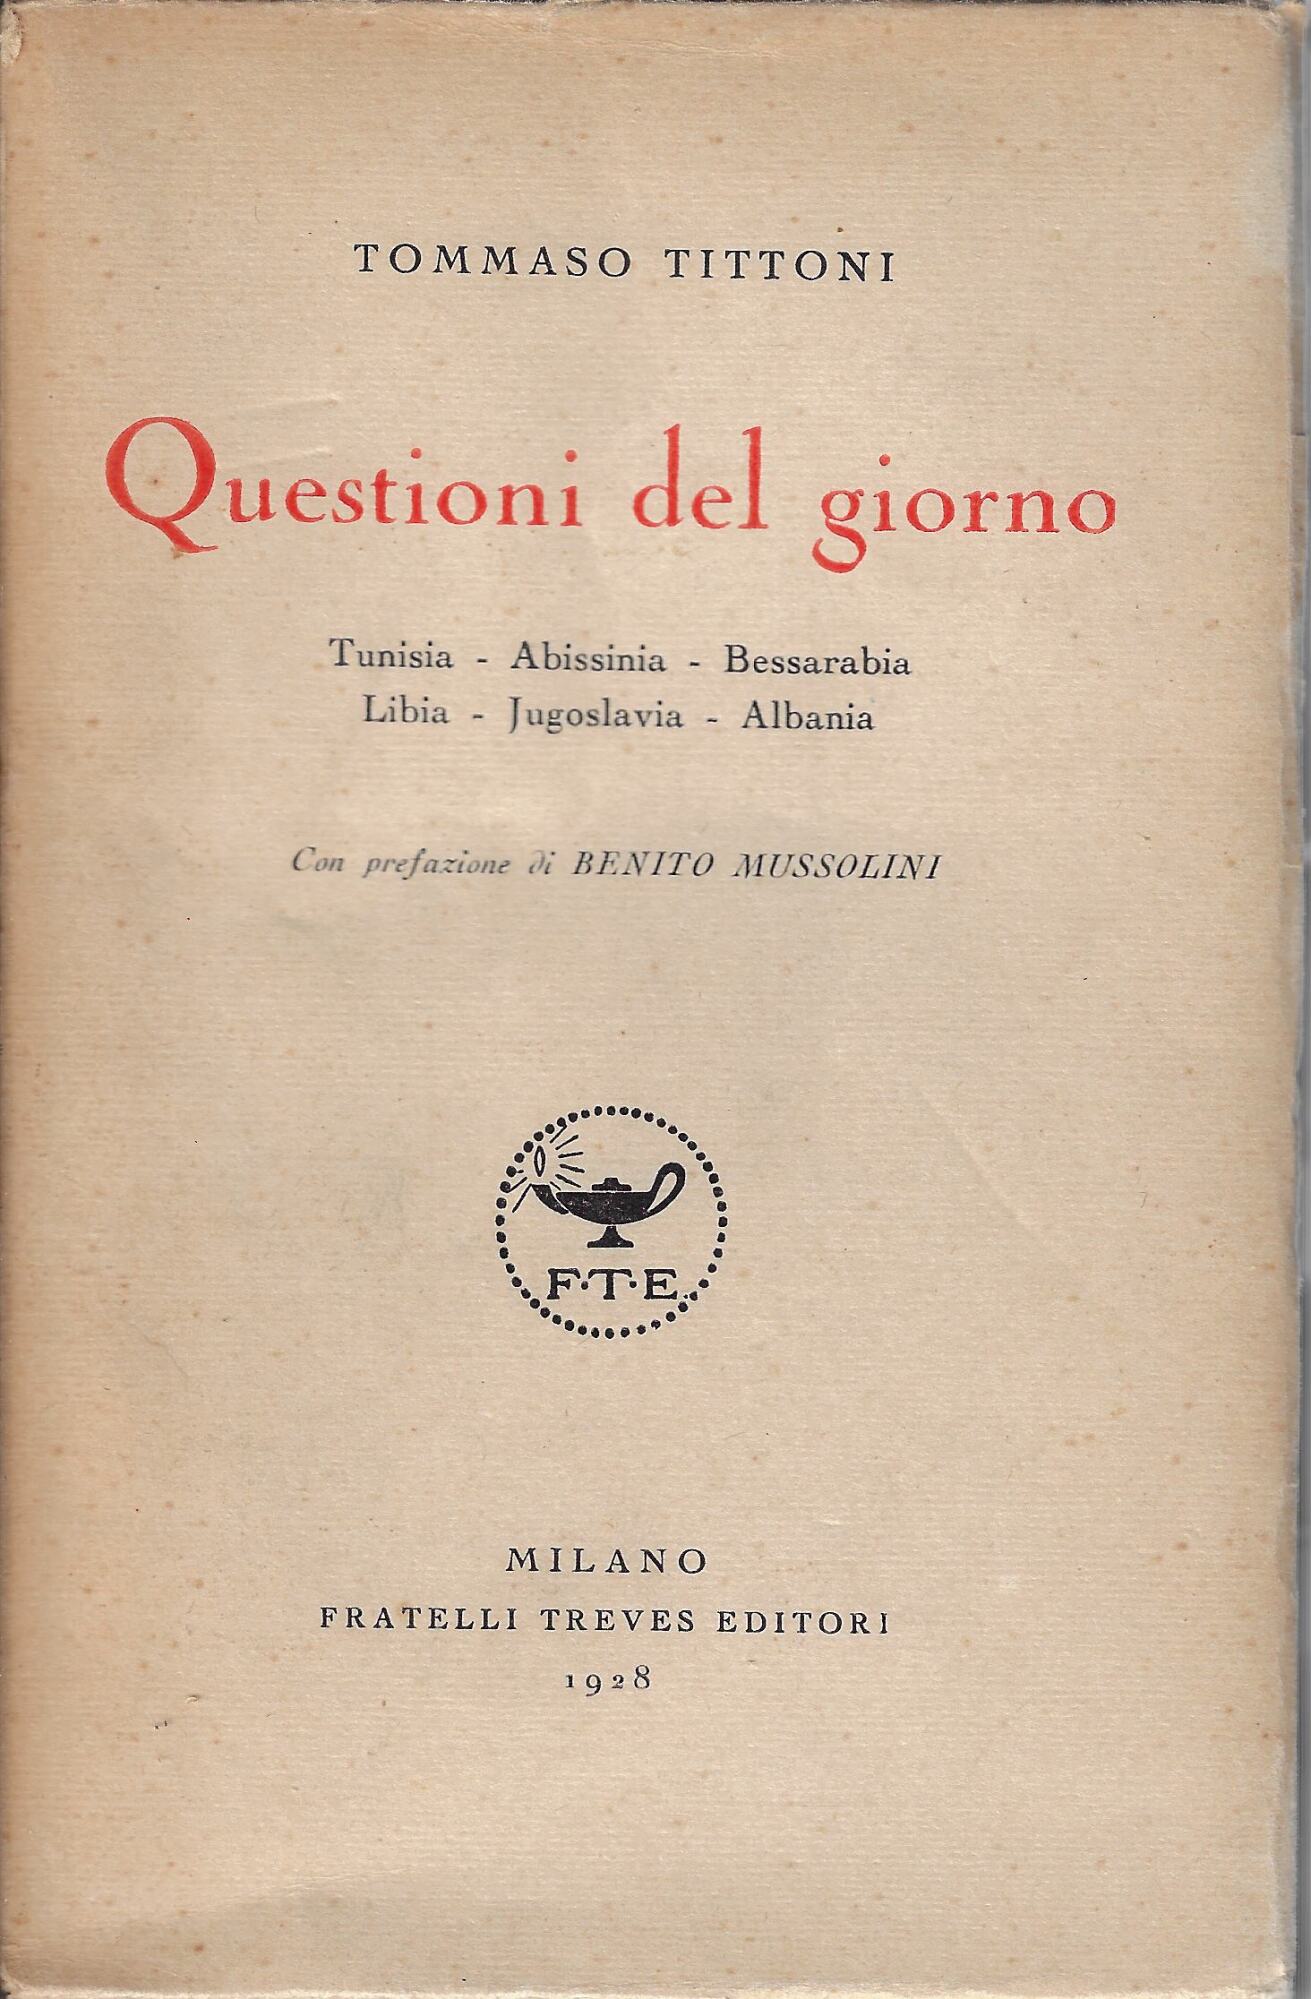 TOMMASO TITTONI
Questioni del giorno
Tunisia - Abissinia - Bessarabia
Libia - Jugoslavia - Albania
Con prefazione di BENITO MUSSOLINI
F·T·E·
MILANO
FRATELLI TREVES EDITORI
1928